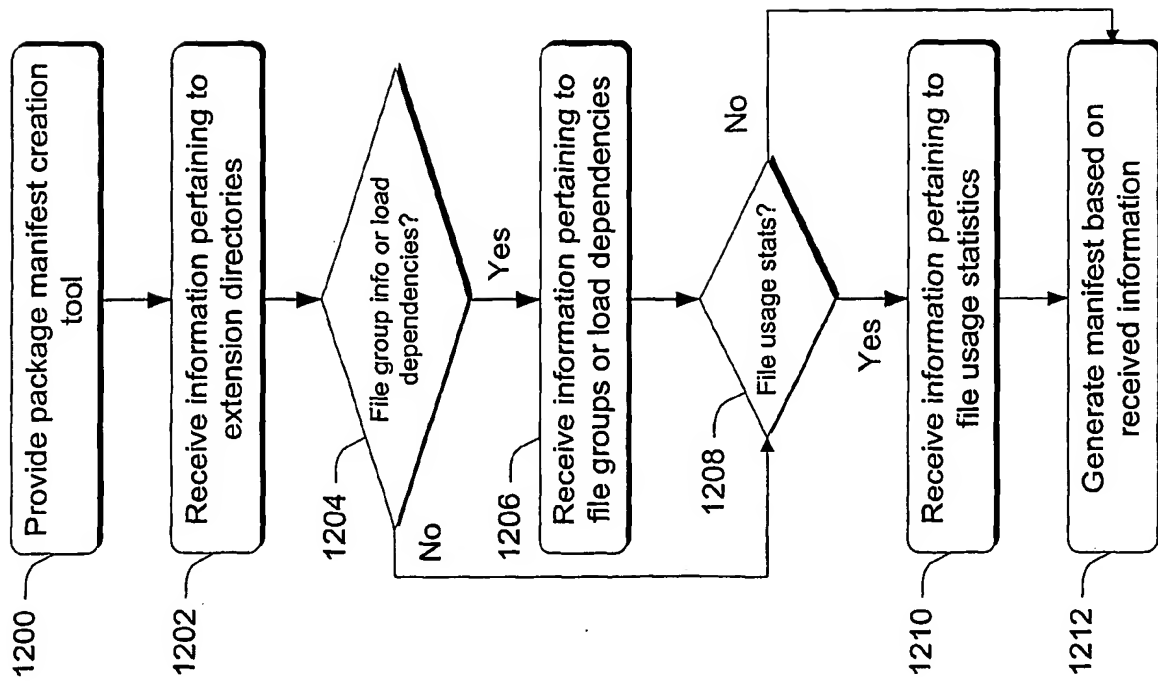 1200
Provide package manifest creation
tool
1202
Receive information pertaining to
extension directories
1204
File group info or load
dependencies?
No
Yes
1206
Receive information pertaining to
file groups or load dependencies
1208
File usage stats?
No
Yes
1210
Receive information pertaining to
file usage statistics
1212
Generate manifest based on
received information